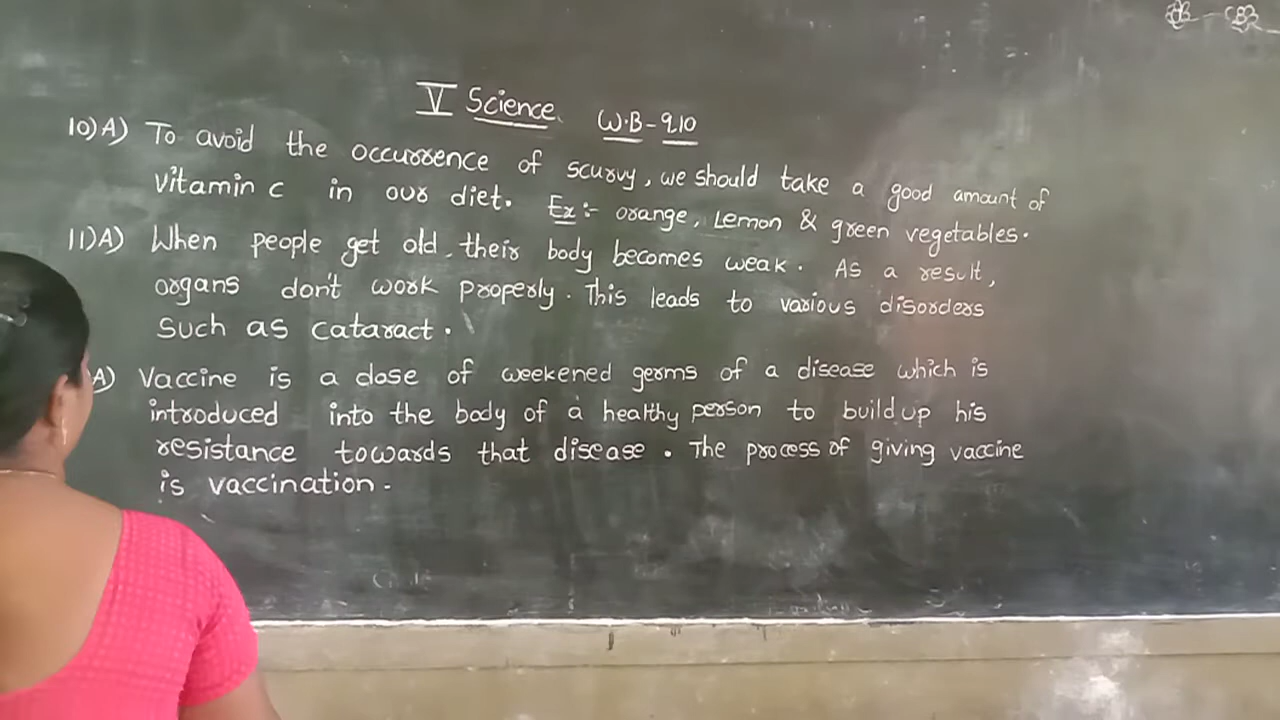 V Science W.B-9,10
10)A) To avoid the occurrence of scurvy, we should take a good amount of
vitamin c in our diet. Ex:- orange, Lemon & green vegetables.
11)A) When people get old, their body becomes weak. As a result,
organs don't work properly. This leads to various disorders
such as cataract.
A) Vaccine is a dose of weekened germs of a disease which is
introduced into the body of a healthy person to build up his
resistance towards that disease. The process of giving vaccine
is vaccination.